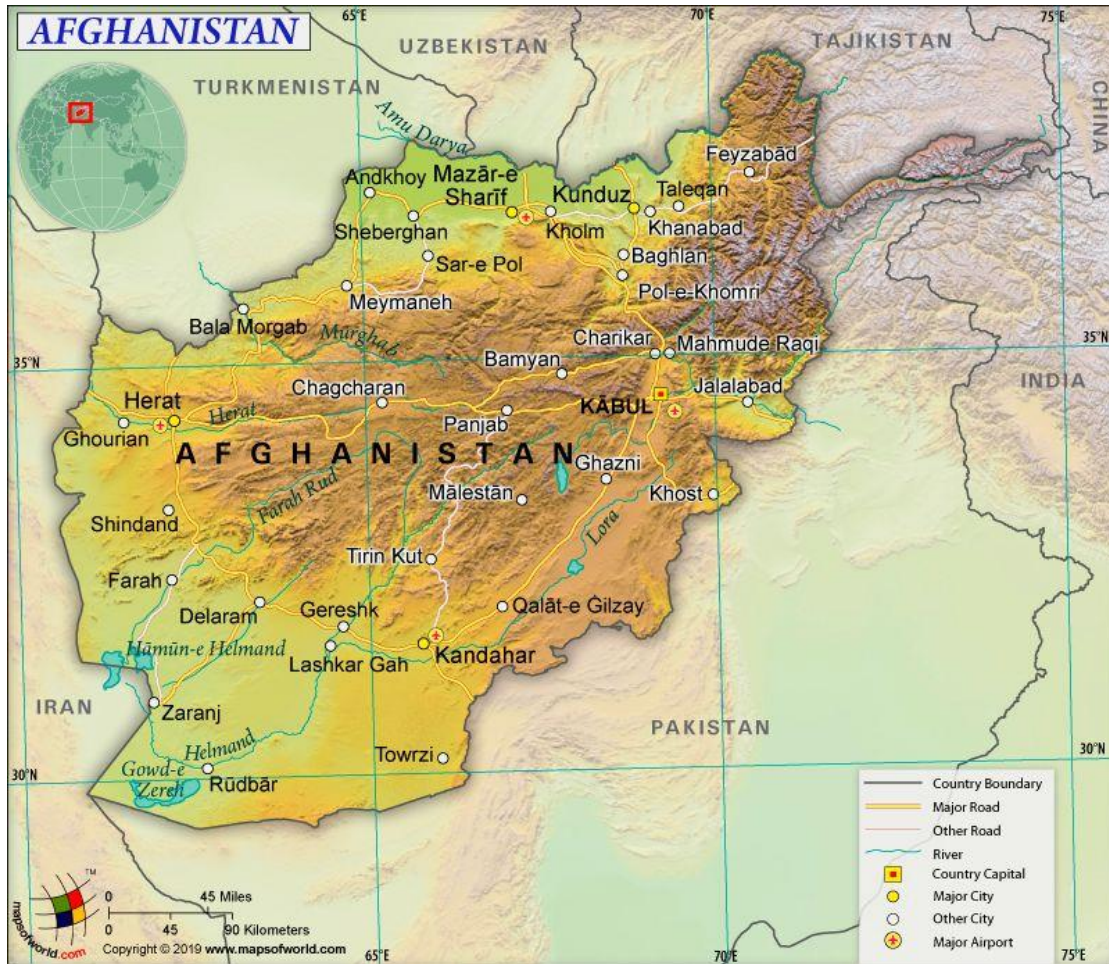 AFGHANISTAN
65°E
70°E
75°E
UZBEKISTAN
TAJIKISTAN
TURKMENISTAN
CHINA
Amu Darya
Feyzabād
Mazār-e
Sharīf
Kunduz
Taleqan
Andkhoy
Khanabad
Sheberghan
Kholm
Baghlan
Sar-e Pol
Pol-e-Khomri
Meymaneh
Bala Morgab
Murghab
Charikar
Mahmude Raqi
35°N
35°N
Bamyan
INDIA
Chagcharan
Jalalabad
Herat
Herat
Panjab
KĀBUL
Ghourian
AFGHANISTAN
Ghazni
Farah Rud
Mālestān
Khost
Shindand
Lora
Tirin Kut
Farah
Delaram
Gereshk
Qalāt-e Gilzay
Hāmūn-e Helmand
Lashkar Gah
Kandahar
IRAN
Zaranj
PAKISTAN
Helmand
Towrzi
30°N
30°N
Gowd-e
Zereh
Rūdbār
Country Boundary
Major Road
Other Road
River
Country Capital
Major City
Other City
Major Airport
TM
mapsofworld.com
0 45 Miles
0 45 90 Kilometers
Copyright © 2019 www.mapsofworld.com
65°E
70°E
75°E